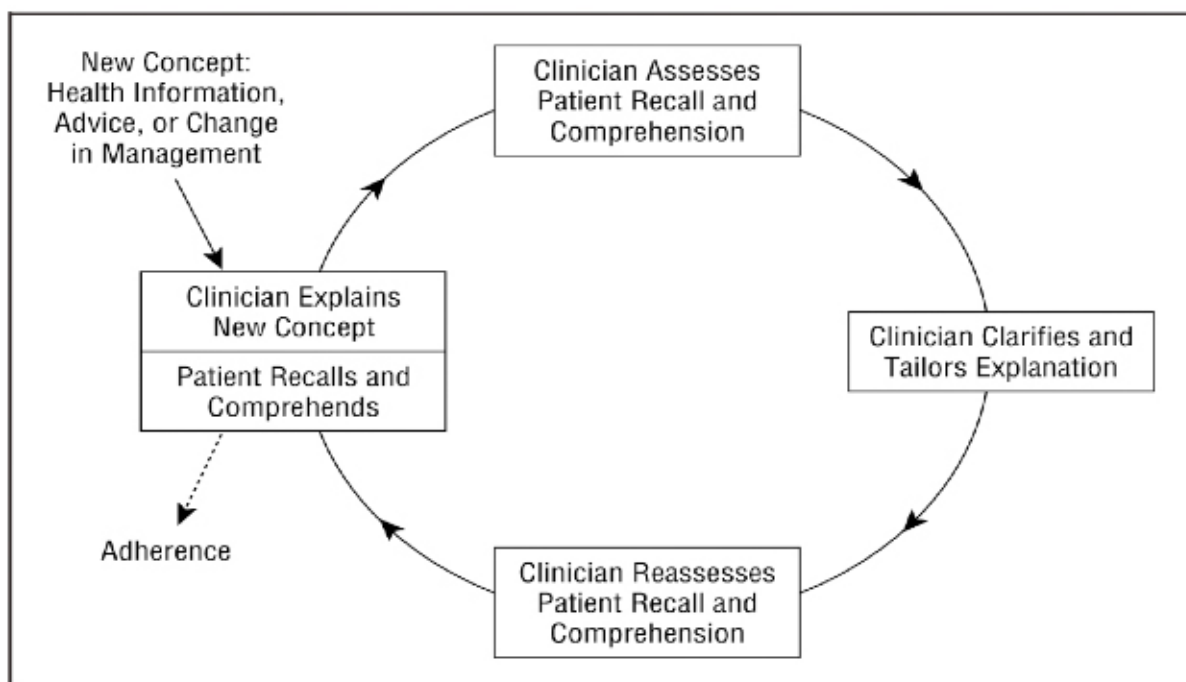 New Concept:
Health Information,
Advice, or Change
in Management
Clinician Assesses
Patient Recall and
Comprehension
Clinician Explains
New Concept
Patient Recalls and
Comprehends
Clinician Clarifies and
Tailors Explanation
Adherence
Clinician Reassesses
Patient Recall and
Comprehension